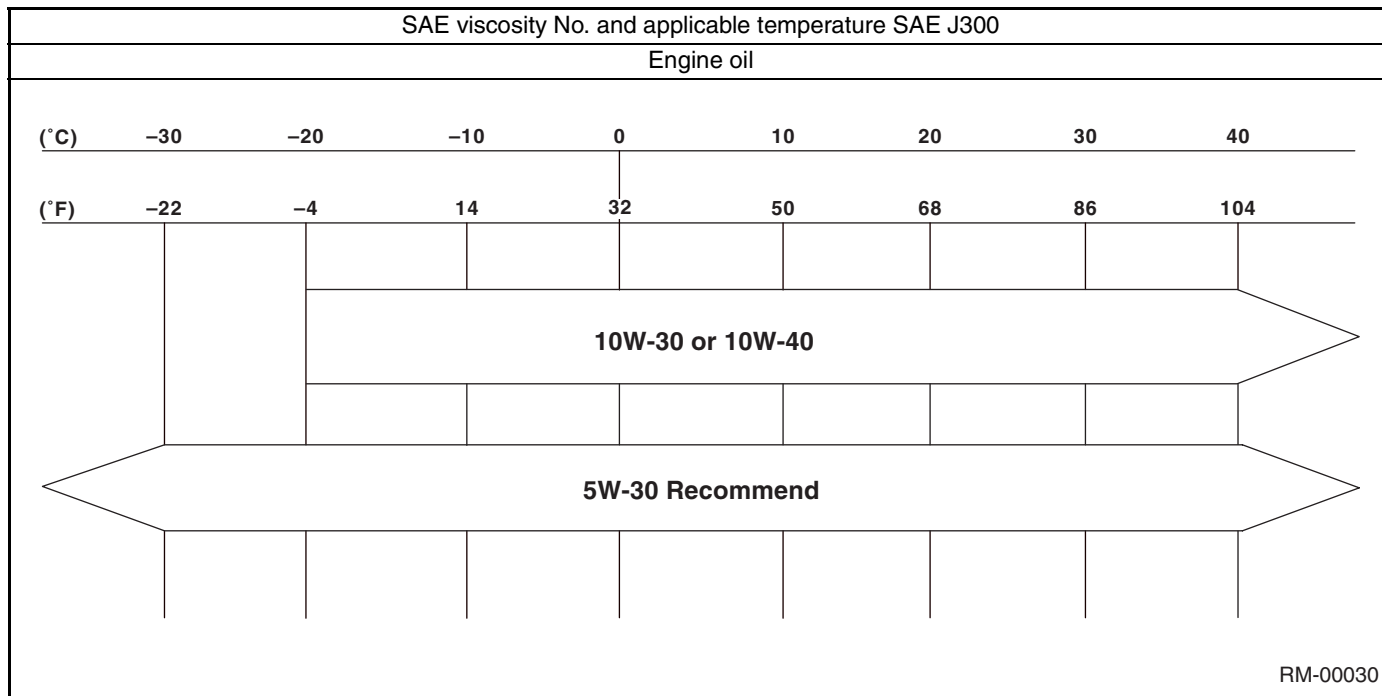 SAE viscosity No. and applicable temperature SAE J300
Engine oil
(˚C) –30 –20 –10 0 10 20 30 40
(˚F) –22 –4 14 32 50 68 86 104
10W-30 or 10W-40
5W-30 Recommend
RM-00030